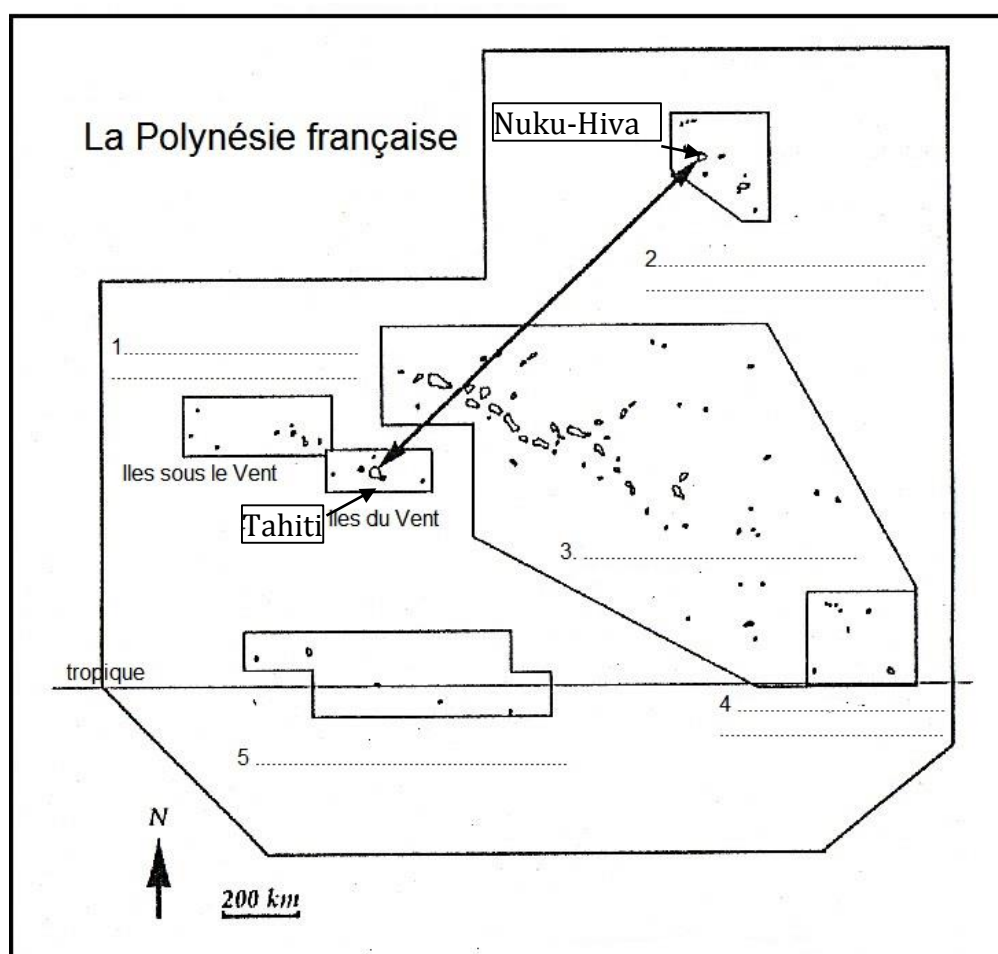 La Polynésie française
Nuku-Hiva
2
1
Iles sous le Vent
Tahiti
Iles du Vent
3.
tropique
4
5
N
200 km